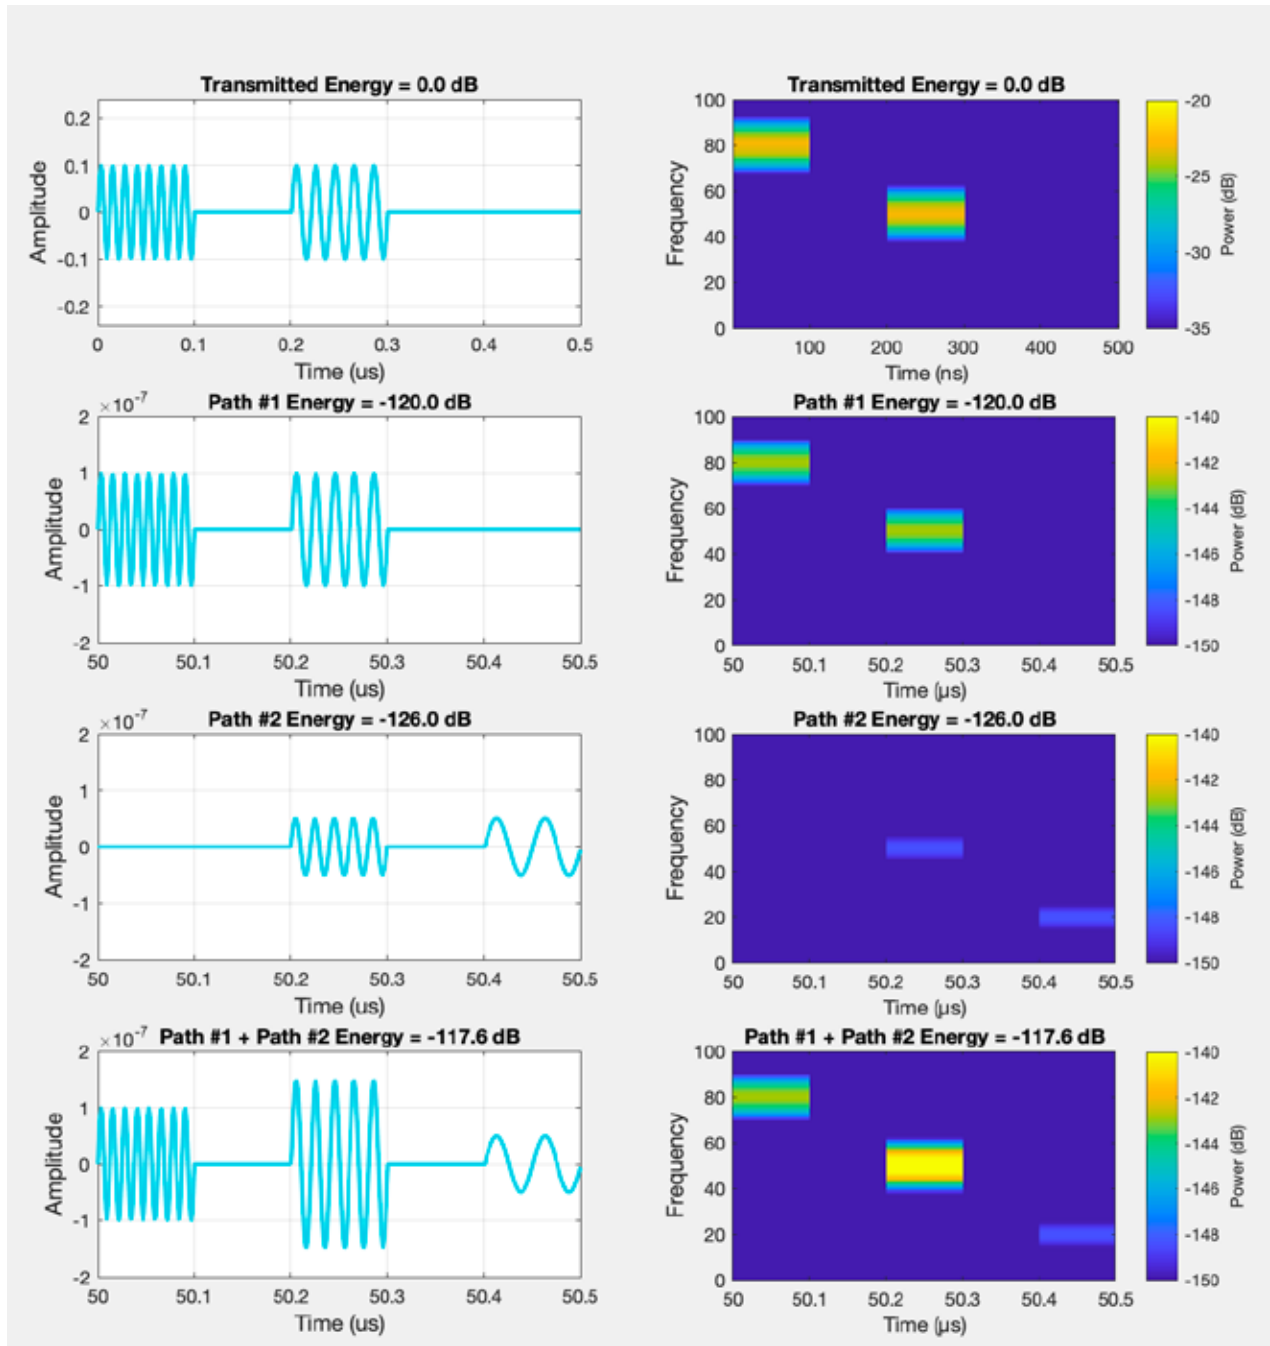 Transmitted Energy = 0.0 dB
0.2
0.1
0
-0.1
-0.2
Amplitude
0 0.1 0.2 0.3 0.4 0.5
Time (us)
Transmitted Energy = 0.0 dB
100
80
60
40
20
0
Frequency
100 200 300 400 500
Time (ns)
-20
-25
-30
-35
Power (dB)
×10⁻⁷
Path #1 Energy = -120.0 dB
2
1
0
-1
-2
Amplitude
50 50.1 50.2 50.3 50.4 50.5
Time (us)
Path #1 Energy = -120.0 dB
100
80
60
40
20
0
Frequency
50 50.1 50.2 50.3 50.4 50.5
Time (µs)
-140
-142
-144
-146
-148
-150
Power (dB)
×10⁻⁷
Path #2 Energy = -126.0 dB
2
1
0
-1
-2
Amplitude
50 50.1 50.2 50.3 50.4 50.5
Time (us)
Path #2 Energy = -126.0 dB
100
80
60
40
20
0
Frequency
50 50.1 50.2 50.3 50.4 50.5
Time (µs)
-140
-142
-144
-146
-148
-150
Power (dB)
×10⁻⁷
Path #1 + Path #2 Energy = -117.6 dB
2
1
0
-1
-2
Amplitude
50 50.1 50.2 50.3 50.4 50.5
Time (us)
Path #1 + Path #2 Energy = -117.6 dB
100
80
60
40
20
0
Frequency
50 50.1 50.2 50.3 50.4 50.5
Time (µs)
-140
-142
-144
-146
-148
-150
Power (dB)